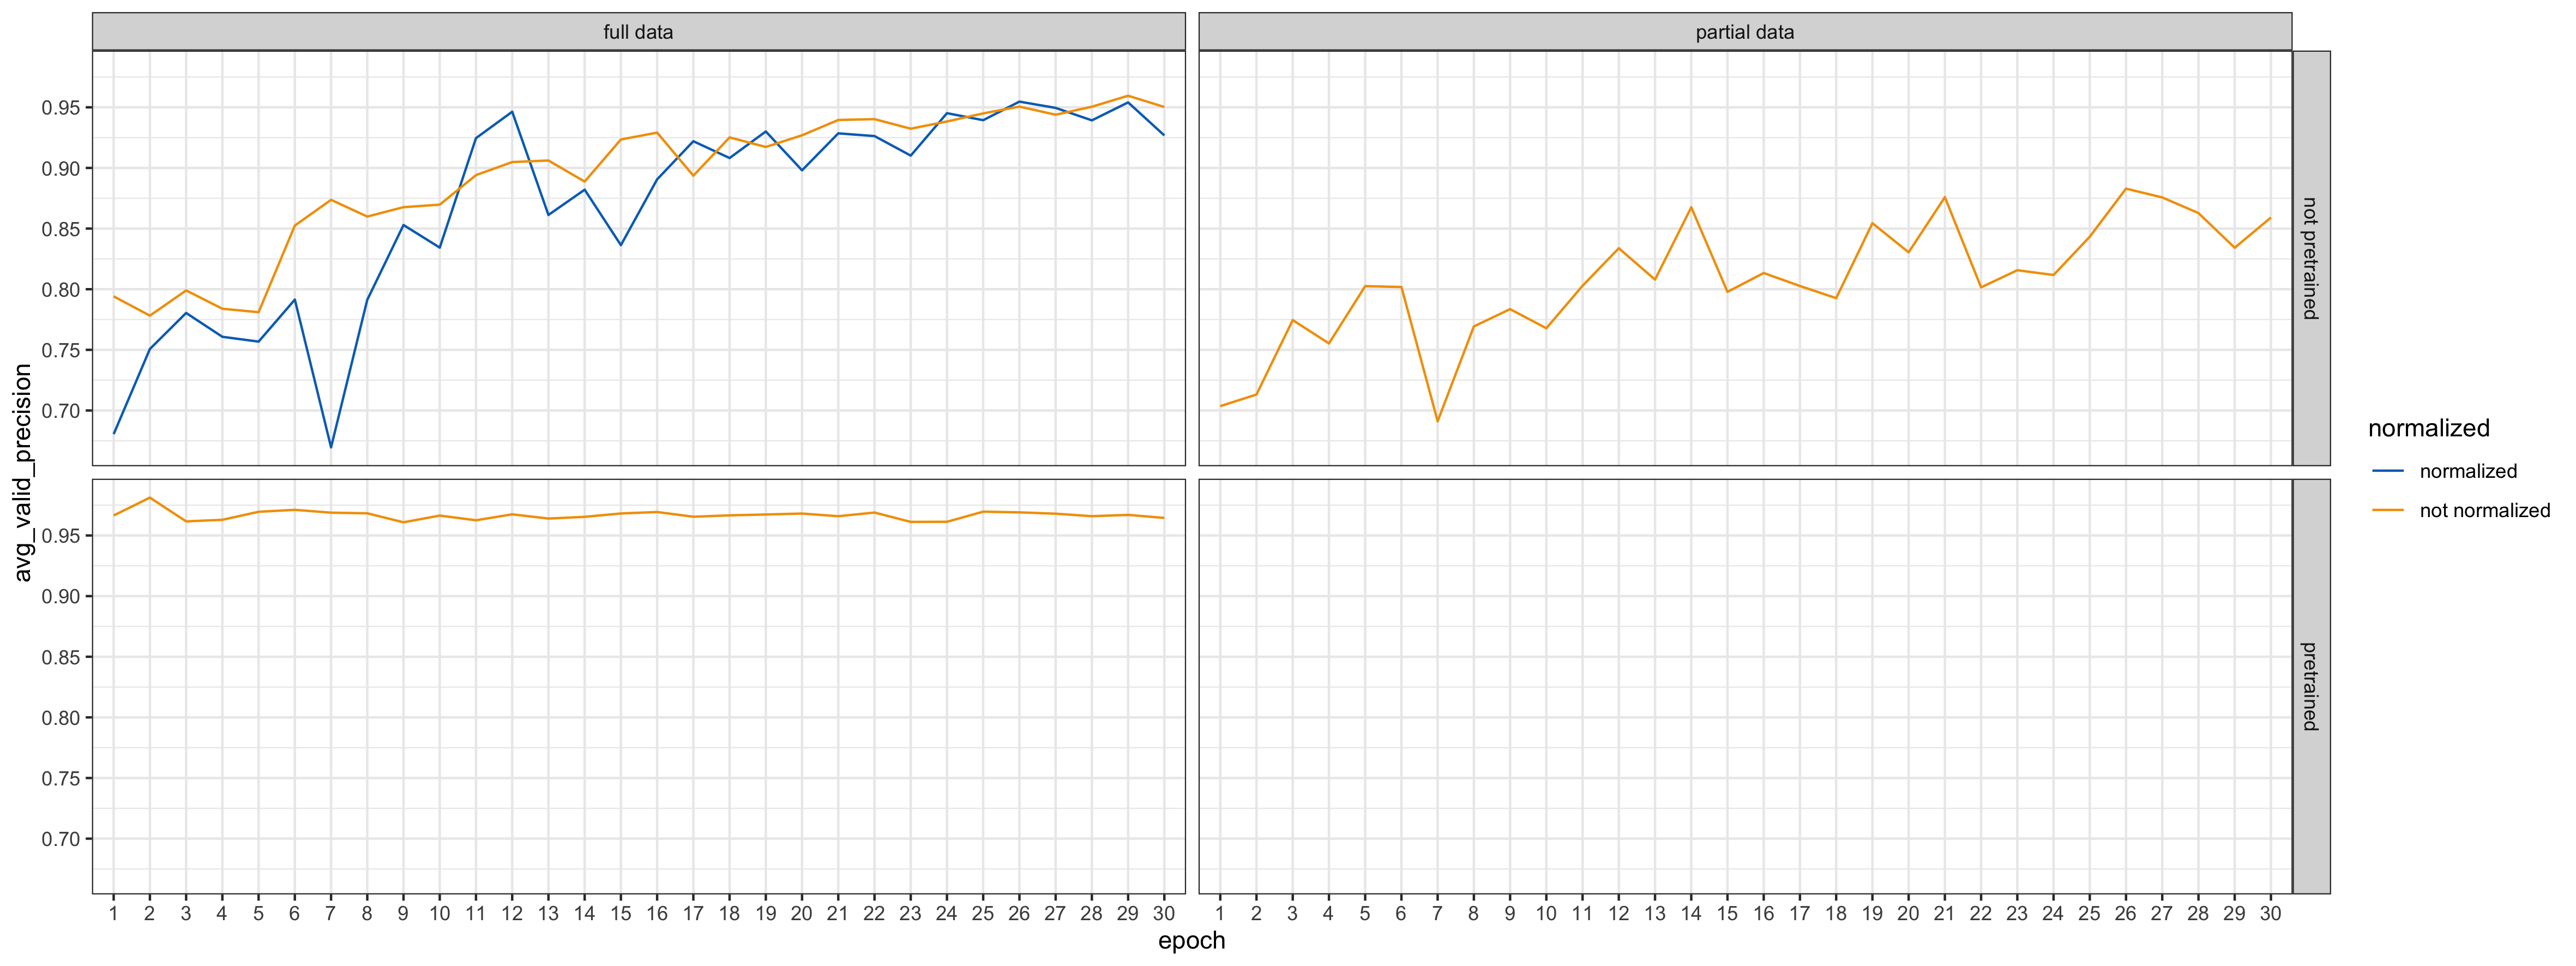 full data
partial data
0.95
0.90
0.85
0.80
0.75
0.70
not pretrained
avg_valid_precision
0.95
0.90
0.85
0.80
0.75
0.70
pretrained
1 2 3 4 5 6 7 8 9 10 11 12 13 14 15 16 17 18 19 20 21 22 23 24 25 26 27 28 29 30
1 2 3 4 5 6 7 8 9 10 11 12 13 14 15 16 17 18 19 20 21 22 23 24 25 26 27 28 29 30
epoch
normalized
normalized
not normalized